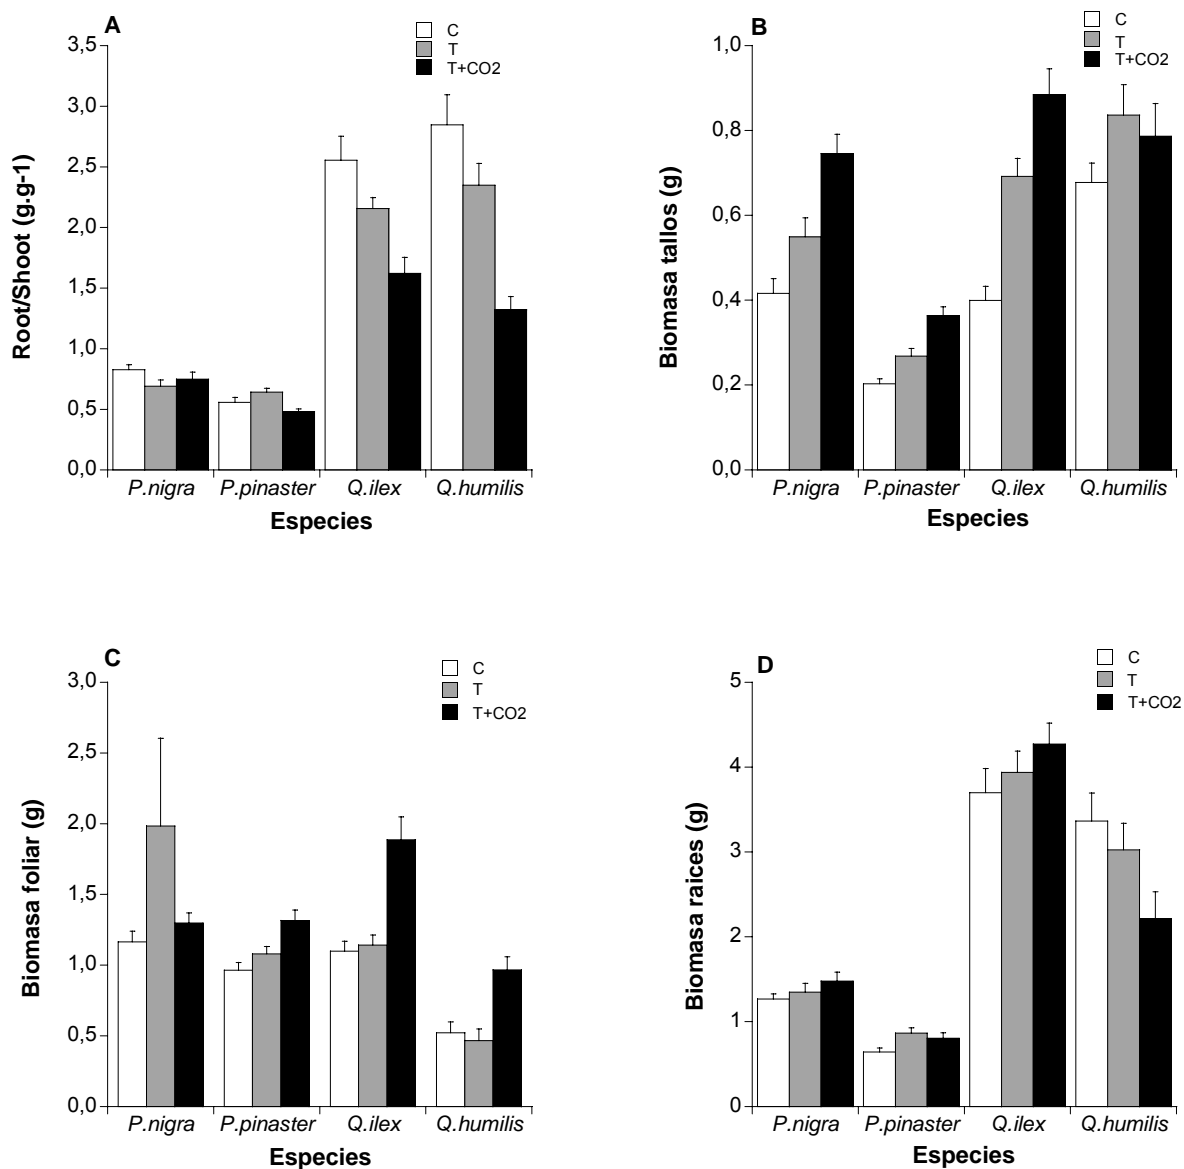 A
C
T
T+CO2
3,5
3,0
2,5
2,0
1,5
1,0
0,5
0,0
Root/Shoot (g.g-1)
P.nigra P.pinaster Q.ilex Q.humilis
Especies
B
C
T
T+CO2
1,0
0,8
0,6
0,4
0,2
0,0
Biomasa tallos (g)
P.nigra P.pinaster Q.ilex Q.humilis
Especies
C
C
T
T+CO2
3,0
2,5
2,0
1,5
1,0
0,5
0,0
Biomasa foliar (g)
P.nigra P.pinaster Q.ilex Q.humilis
Especies
D
C
T
T+CO2
5
4
3
2
1
0
Biomasa raices (g)
P.nigra P.pinaster Q.ilex Q.humilis
Especies